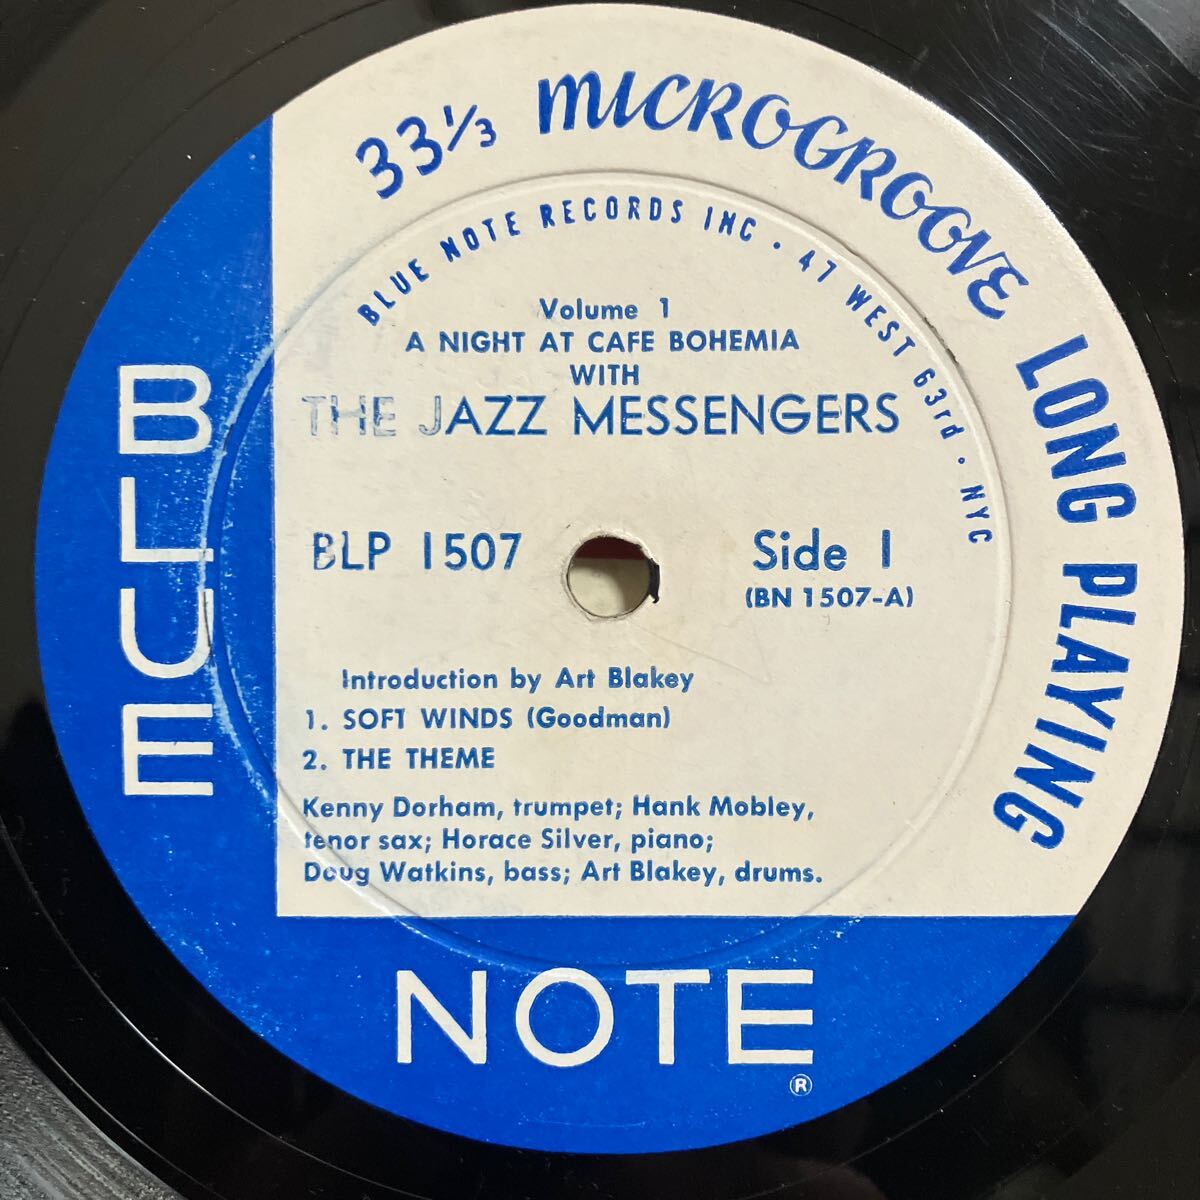 33⅓ MICROGROOVE LONG PLAYING
BLUE NOTE RECORDS INC • 47 WEST 63rd • NYC
Volume 1
A NIGHT AT CAFE BOHEMIA
WITH
THE JAZZ MESSENGERS
BLP 1507
Side 1
(BN 1507-A)
Introduction by Art Blakey
1. SOFT WINDS (Goodman)
2. THE THEME
Kenny Dorham, trumpet; Hank Mobley,
tenor sax; Horace Silver, piano;
Doug Watkins, bass; Art Blakey, drums.
BLUE
NOTE
®